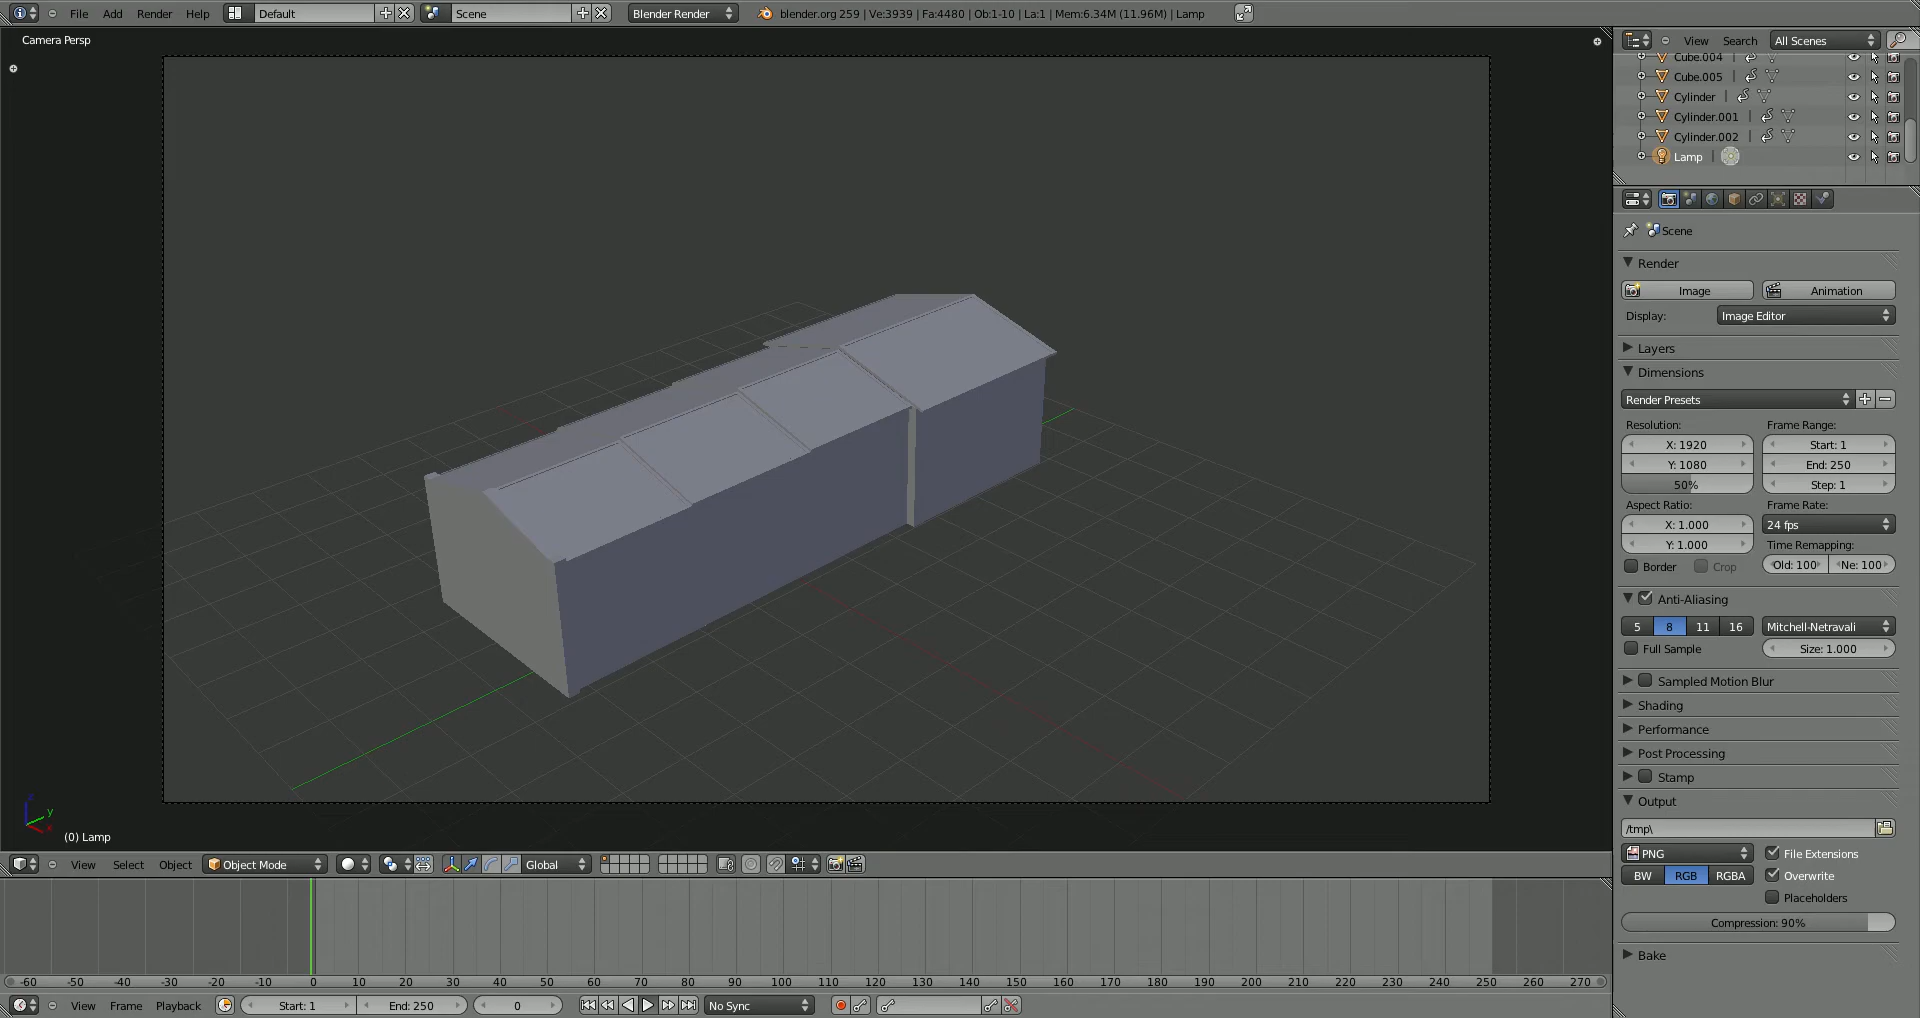 File Add Render Help Default Scene Blender Render blender.org 259 | Ve:3939 | Fa:4480 | Ob:1-10 | La:1 | Mem:6.34M (11.96M) | Lamp
Camera Persp
View Search All Scenes
Cube.004
Cube.005
Cylinder
Cylinder.001
Cylinder.002
Lamp
Scene
Render
Image Animation
Display: Image Editor
Layers
Dimensions
Render Presets
Resolution: Frame Range:
X: 1920 Start: 1
Y: 1080 End: 250
50% Step: 1
Aspect Ratio: Frame Rate:
X: 1.000 24 fps
Y: 1.000 Time Remapping:
Border Crop Old: 100 Ne: 100
Anti-Aliasing
5 8 11 16 Mitchell-Netravali
Full Sample Size: 1.000
Sampled Motion Blur
Shading
Performance
Post Processing
Stamp
Output
/tmp\
PNG File Extensions
BW RGB RGBA Overwrite
Placeholders
Compression: 90%
Bake
z
y
x
(0) Lamp
View Select Object Object Mode Global
-60 -50 -40 -30 -20 -10 0 10 20 30 40 50 60 70 80 90 100 110 120 130 140 150 160 170 180 190 200 210 220 230 240 250 260 270
View Frame Playback Start: 1 End: 250 0 No Sync